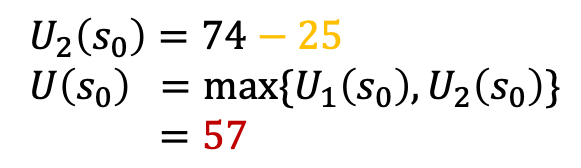 U₂(s₀) = 74 − 25
U(s₀) = max{U₁(s₀), U₂(s₀)}
= 57